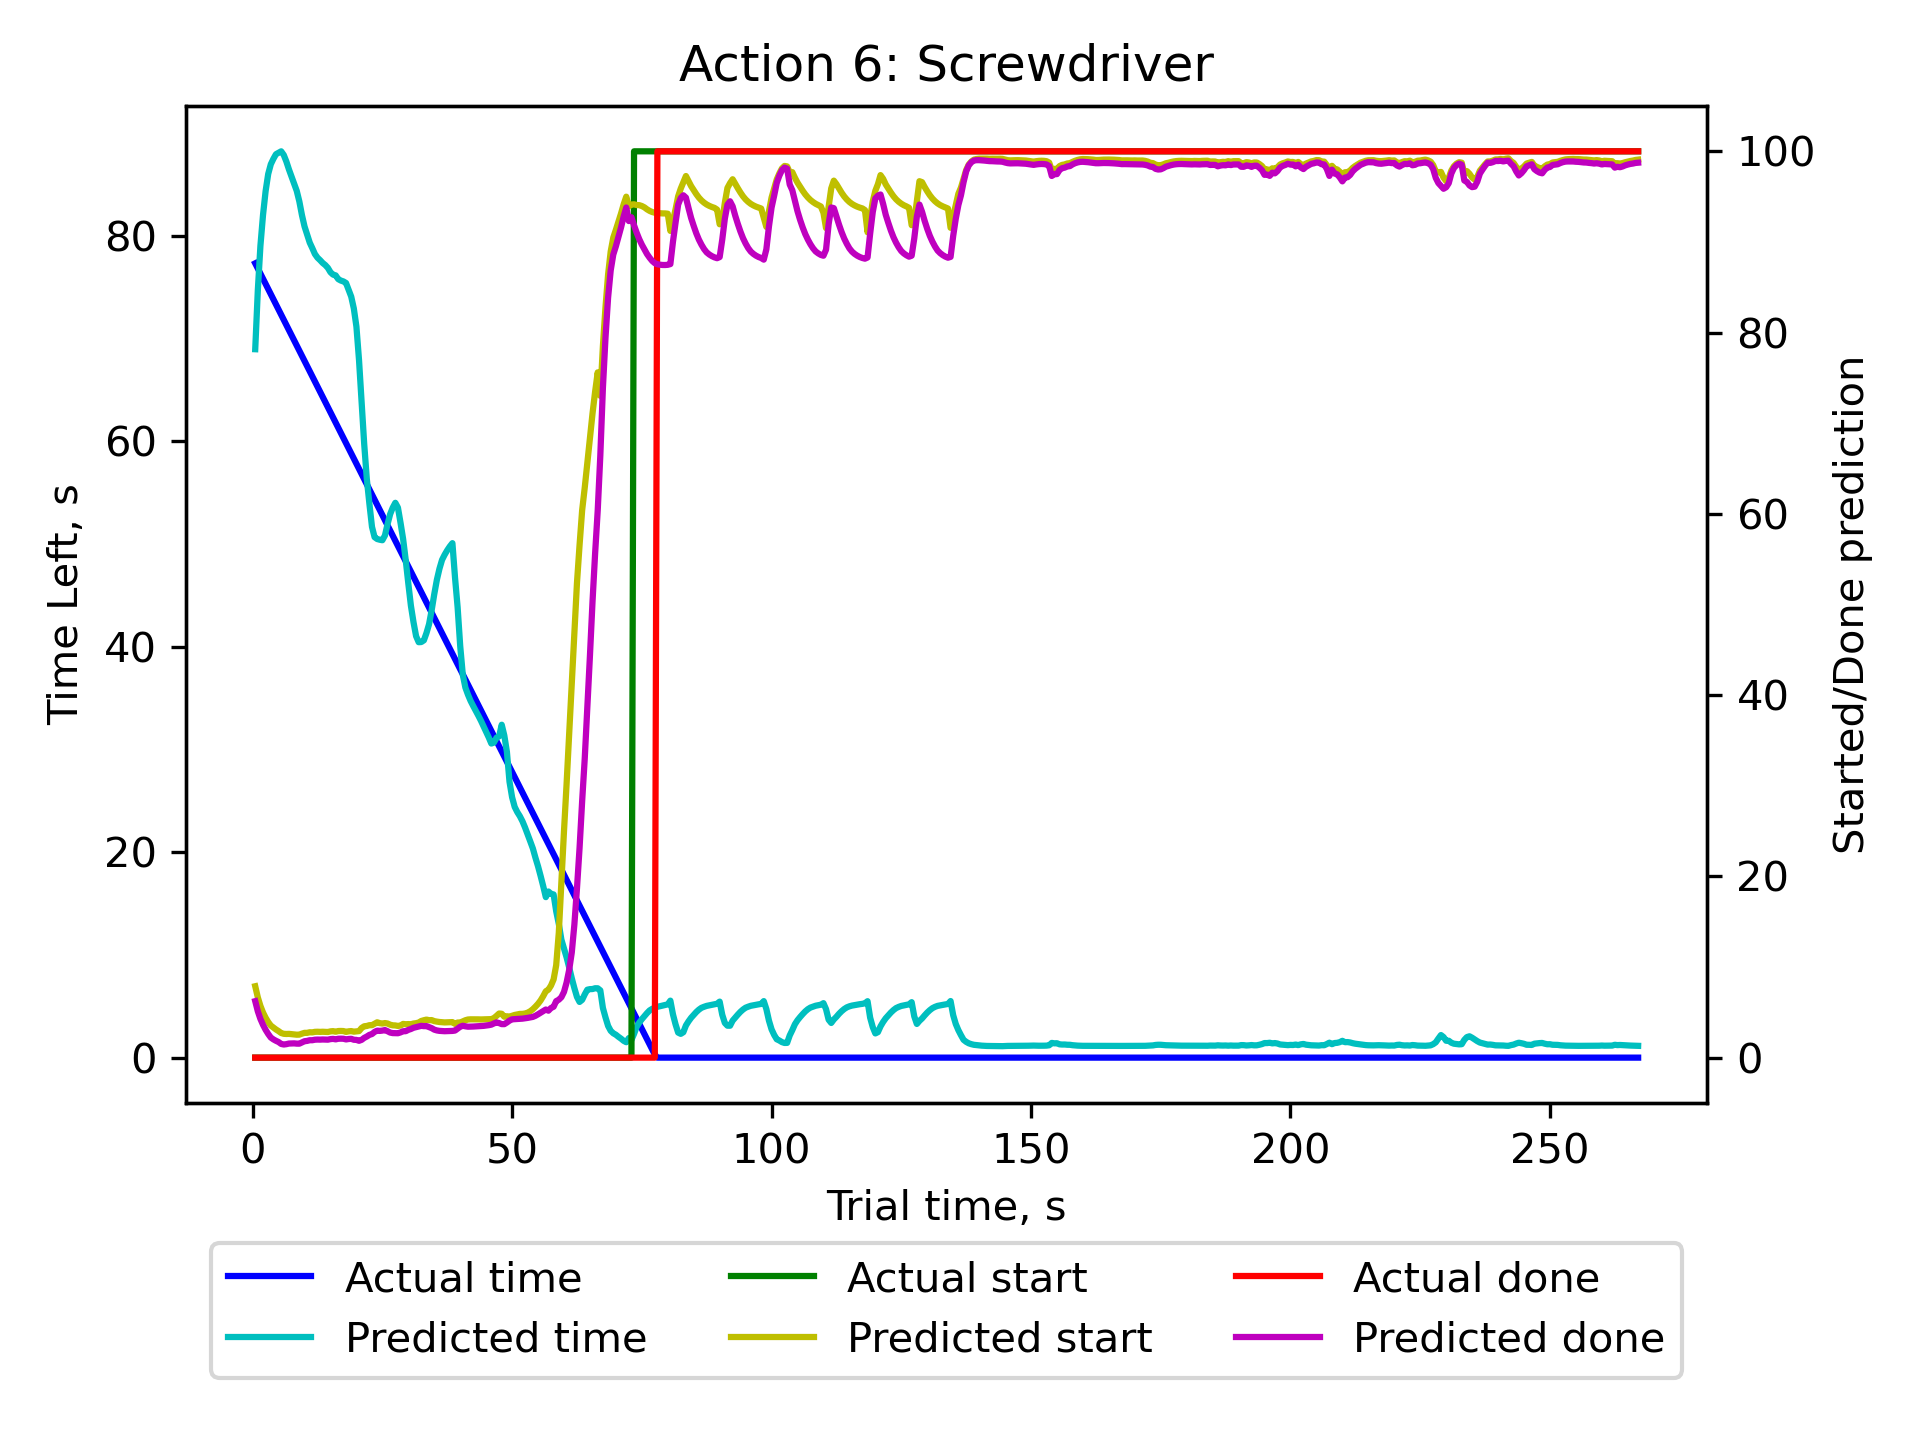 Action 6: Screwdriver
80
60
40
20
0
Time Left, s
100
80
60
40
20
0
Started/Done prediction
0 50 100 150 200 250
Trial time, s
Actual time Actual start Actual done
Predicted time Predicted start Predicted done